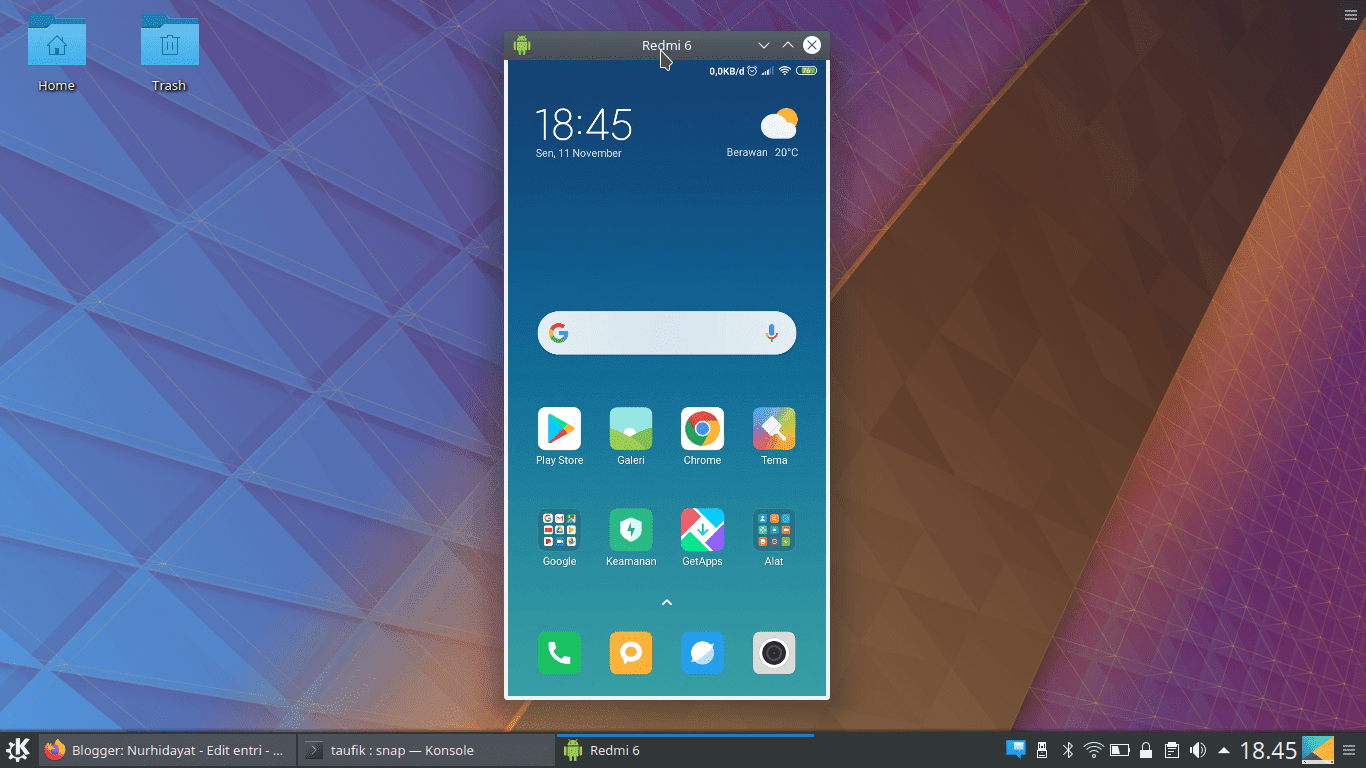 Home
Trash
Redmi 6
0,0KB/d
76
18:45
Sen, 11 November
Berawan 20°C
Play Store
Galeri
Chrome
Tema
Google
Keamanan
GetApps
Alat
Blogger: Nurhidayat - Edit entri - ...
taufik : snap — Konsole
Redmi 6
18.45